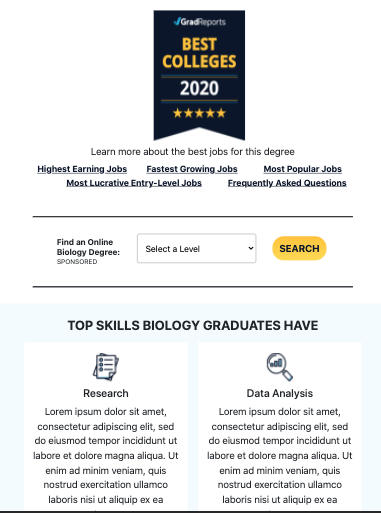 GradReports
BEST
COLLEGES
2020
Learn more about the best jobs for this degree
Highest Earning Jobs Fastest Growing Jobs Most Popular Jobs
Most Lucrative Entry-Level Jobs Frequently Asked Questions
Find an Online
Biology Degree:
SPONSORED
Select a Level
SEARCH
TOP SKILLS BIOLOGY GRADUATES HAVE
Research
Lorem ipsum dolor sit amet,
consectetur adipiscing elit, sed
do eiusmod tempor incididunt ut
labore et dolore magna aliqua. Ut
enim ad minim veniam, quis
nostrud exercitation ullamco
laboris nisi ut aliquip ex ea
Data Analysis
Lorem ipsum dolor sit amet,
consectetur adipiscing elit, sed
do eiusmod tempor incididunt ut
labore et dolore magna aliqua. Ut
enim ad minim veniam, quis
nostrud exercitation ullamco
laboris nisi ut aliquip ex ea